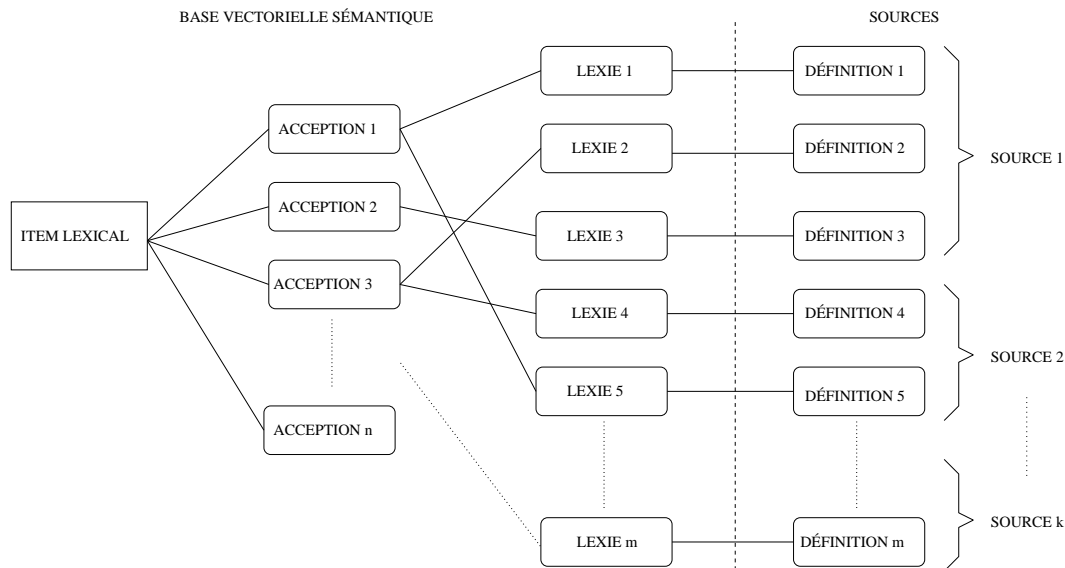 BASE VECTORIELLE SÉMANTIQUE
SOURCES
ITEM LEXICAL
ACCEPTION 1
ACCEPTION 2
ACCEPTION 3
ACCEPTION n
LEXIE 1
LEXIE 2
LEXIE 3
LEXIE 4
LEXIE 5
LEXIE m
DÉFINITION 1
DÉFINITION 2
DÉFINITION 3
DÉFINITION 4
DÉFINITION 5
DÉFINITION m
SOURCE 1
SOURCE 2
SOURCE k